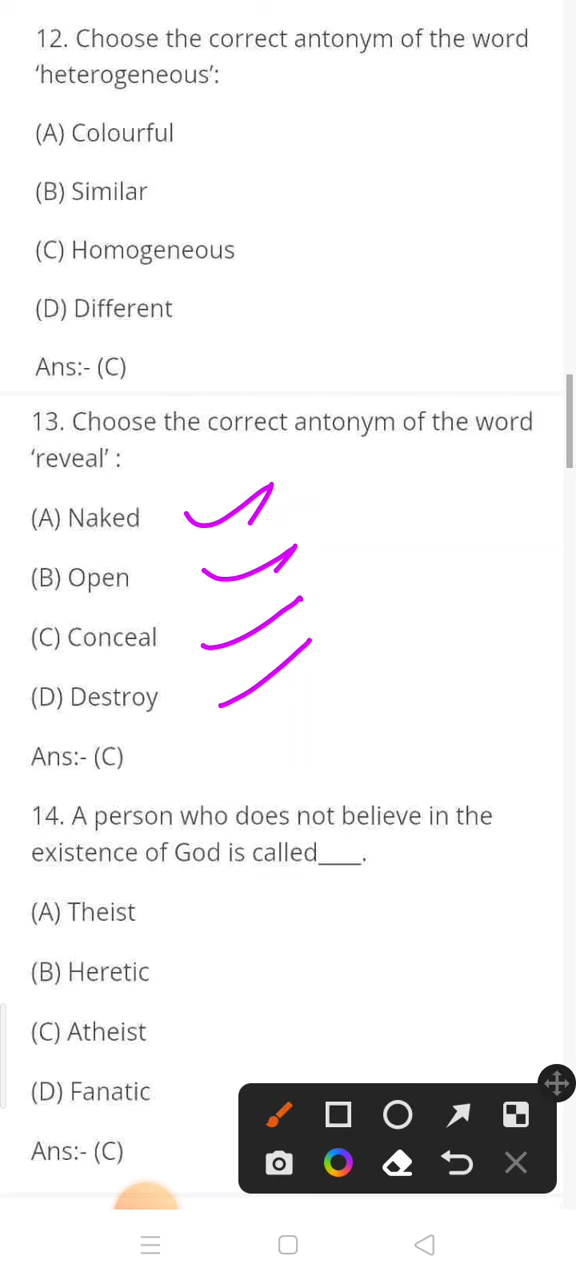 12. Choose the correct antonym of the word
‘heterogeneous’:
(A) Colourful
(B) Similar
(C) Homogeneous
(D) Different
Ans:- (C)
13. Choose the correct antonym of the word
‘reveal’ :
(A) Naked
(B) Open
(C) Conceal
(D) Destroy
Ans:- (C)
14. A person who does not believe in the
existence of God is called____.
(A) Theist
(B) Heretic
(C) Atheist
(D) Fanatic
Ans:- (C)